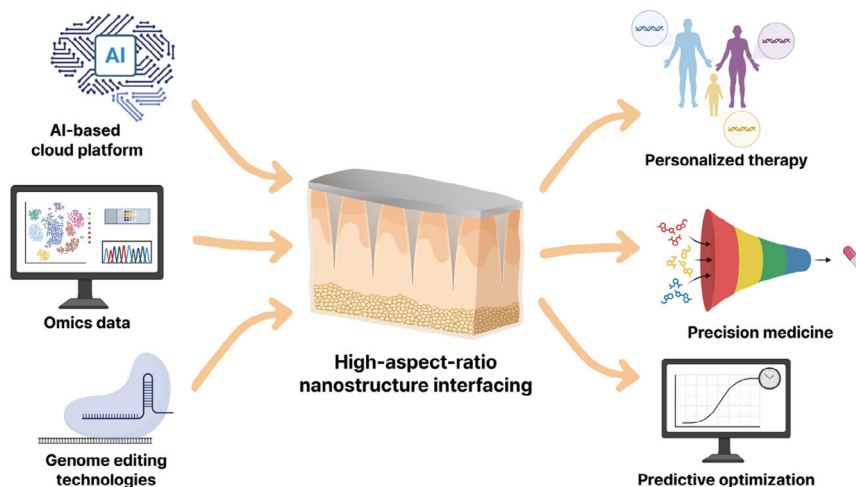 AI
AI-based
cloud platform
Omics data
Genome editing
technologies
High-aspect-ratio
nanostructure interfacing
Personalized therapy
Precision medicine
Predictive optimization